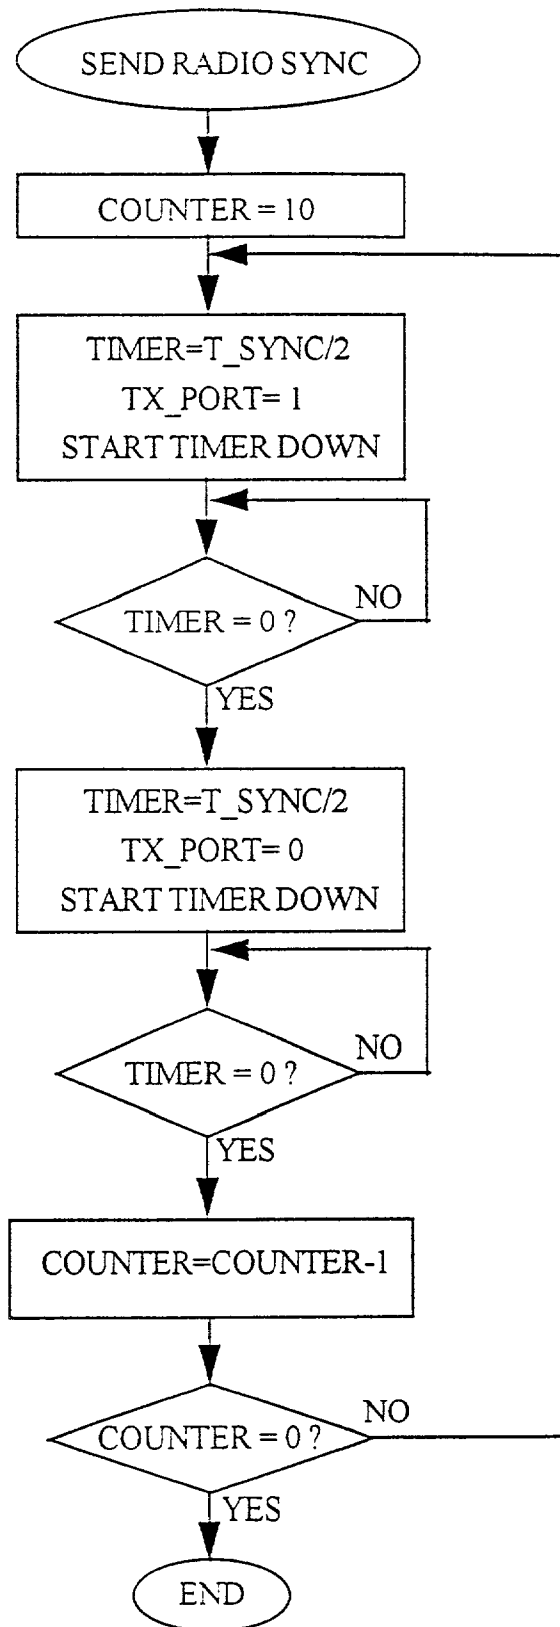 SEND RADIO SYNC
COUNTER = 10
TIMER=T_SYNC/2
TX_PORT= 1
START TIMER DOWN
TIMER = 0 ?
NO
YES
TIMER=T_SYNC/2
TX_PORT= 0
START TIMER DOWN
TIMER = 0 ?
NO
YES
COUNTER=COUNTER-1
COUNTER = 0 ?
NO
YES
END